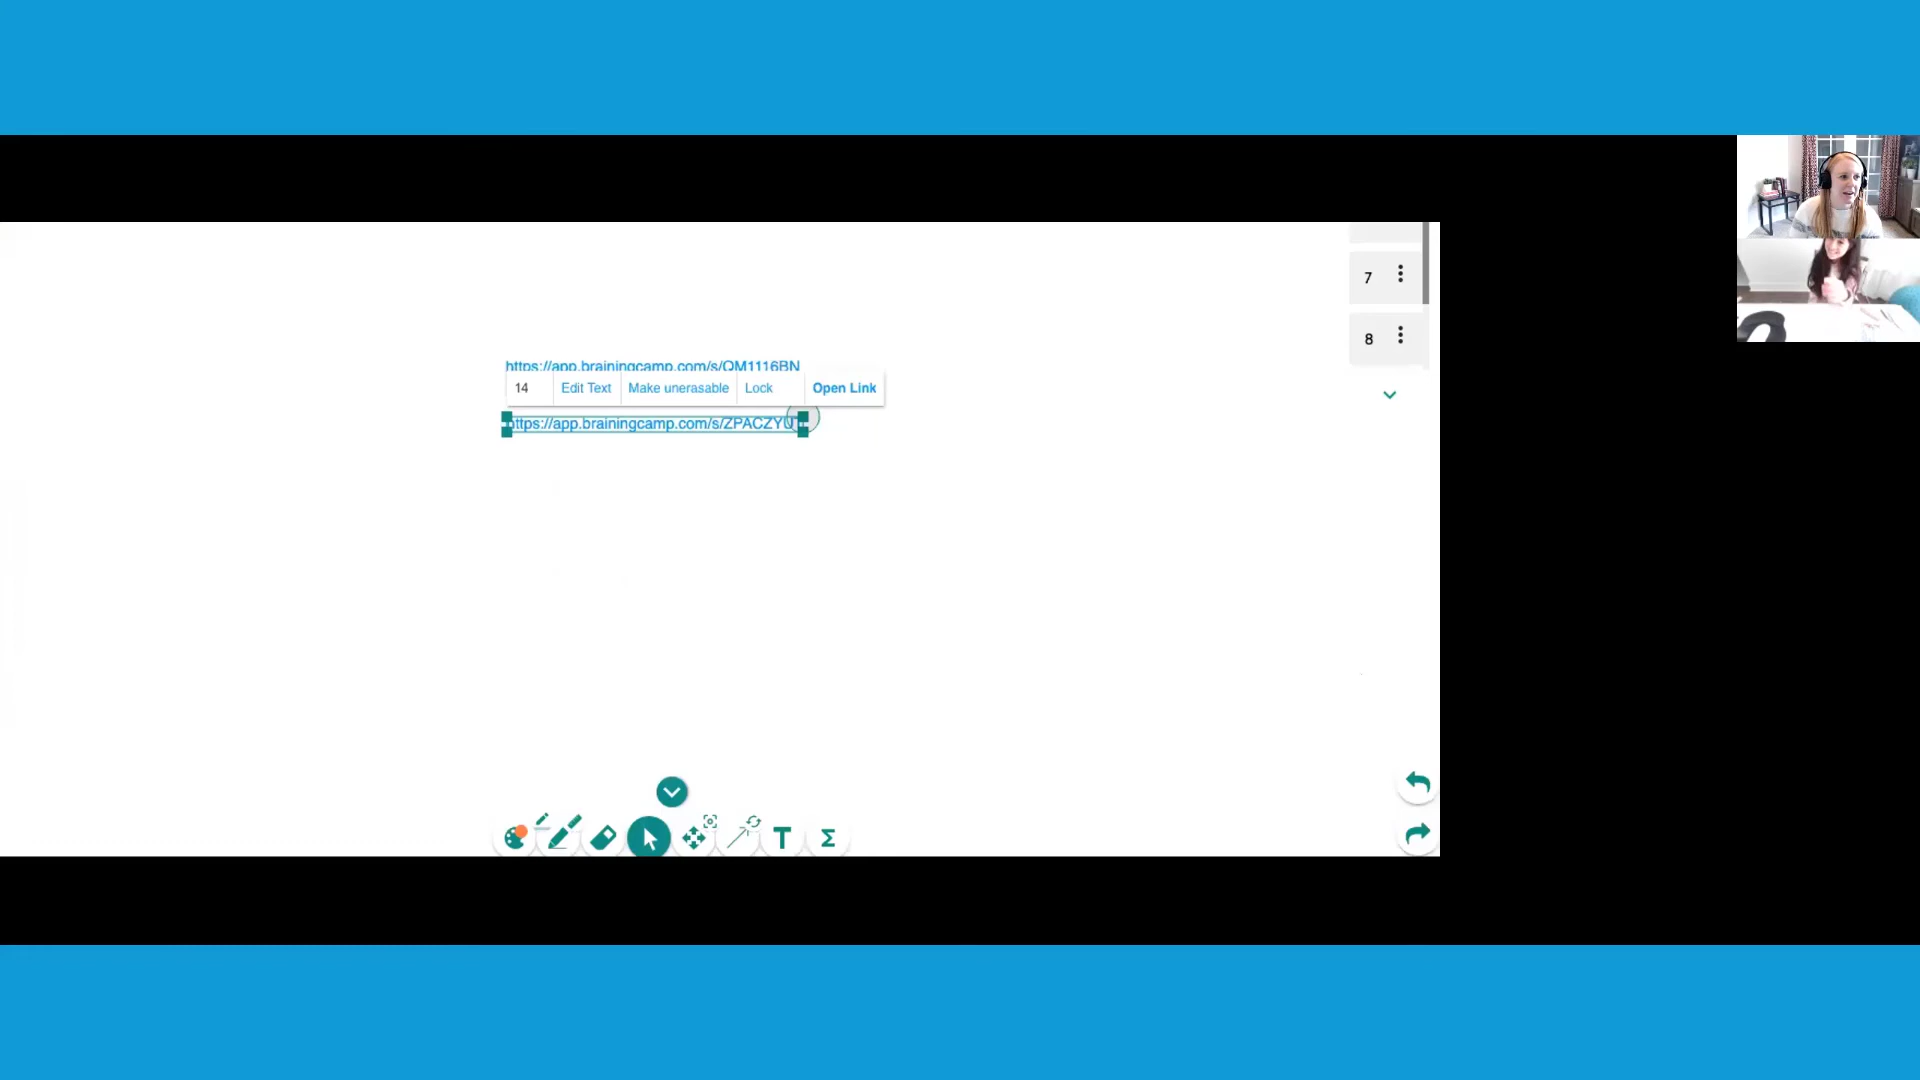 7
8
https://app.brainingcamp.com/s/QM1116BN
14 Edit Text Make unerasable Lock Open Link
T Σ